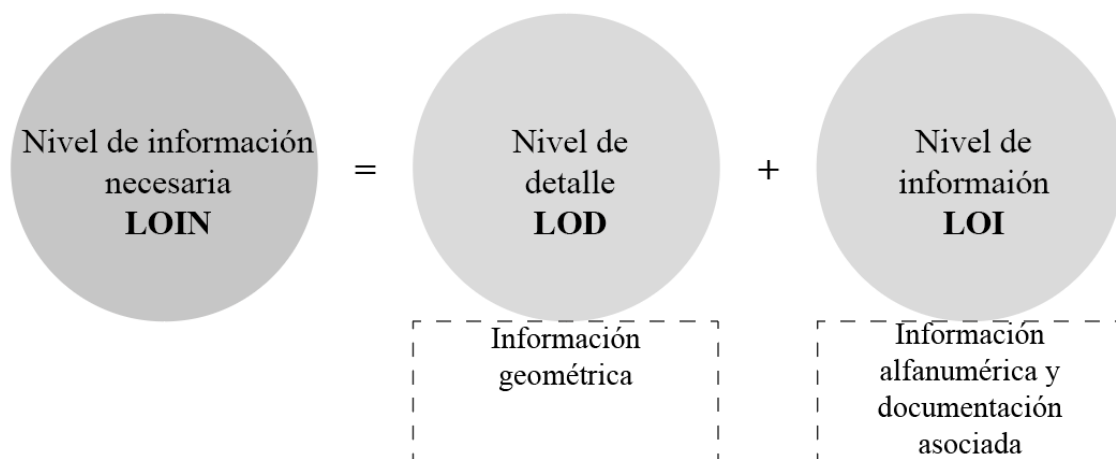 Nivel de información
necesaria
LOIN
=
Nivel de
detalle
LOD
+
Nivel de
informaión
LOI
Información
geométrica
Información
alfanumérica y
documentación
asociada